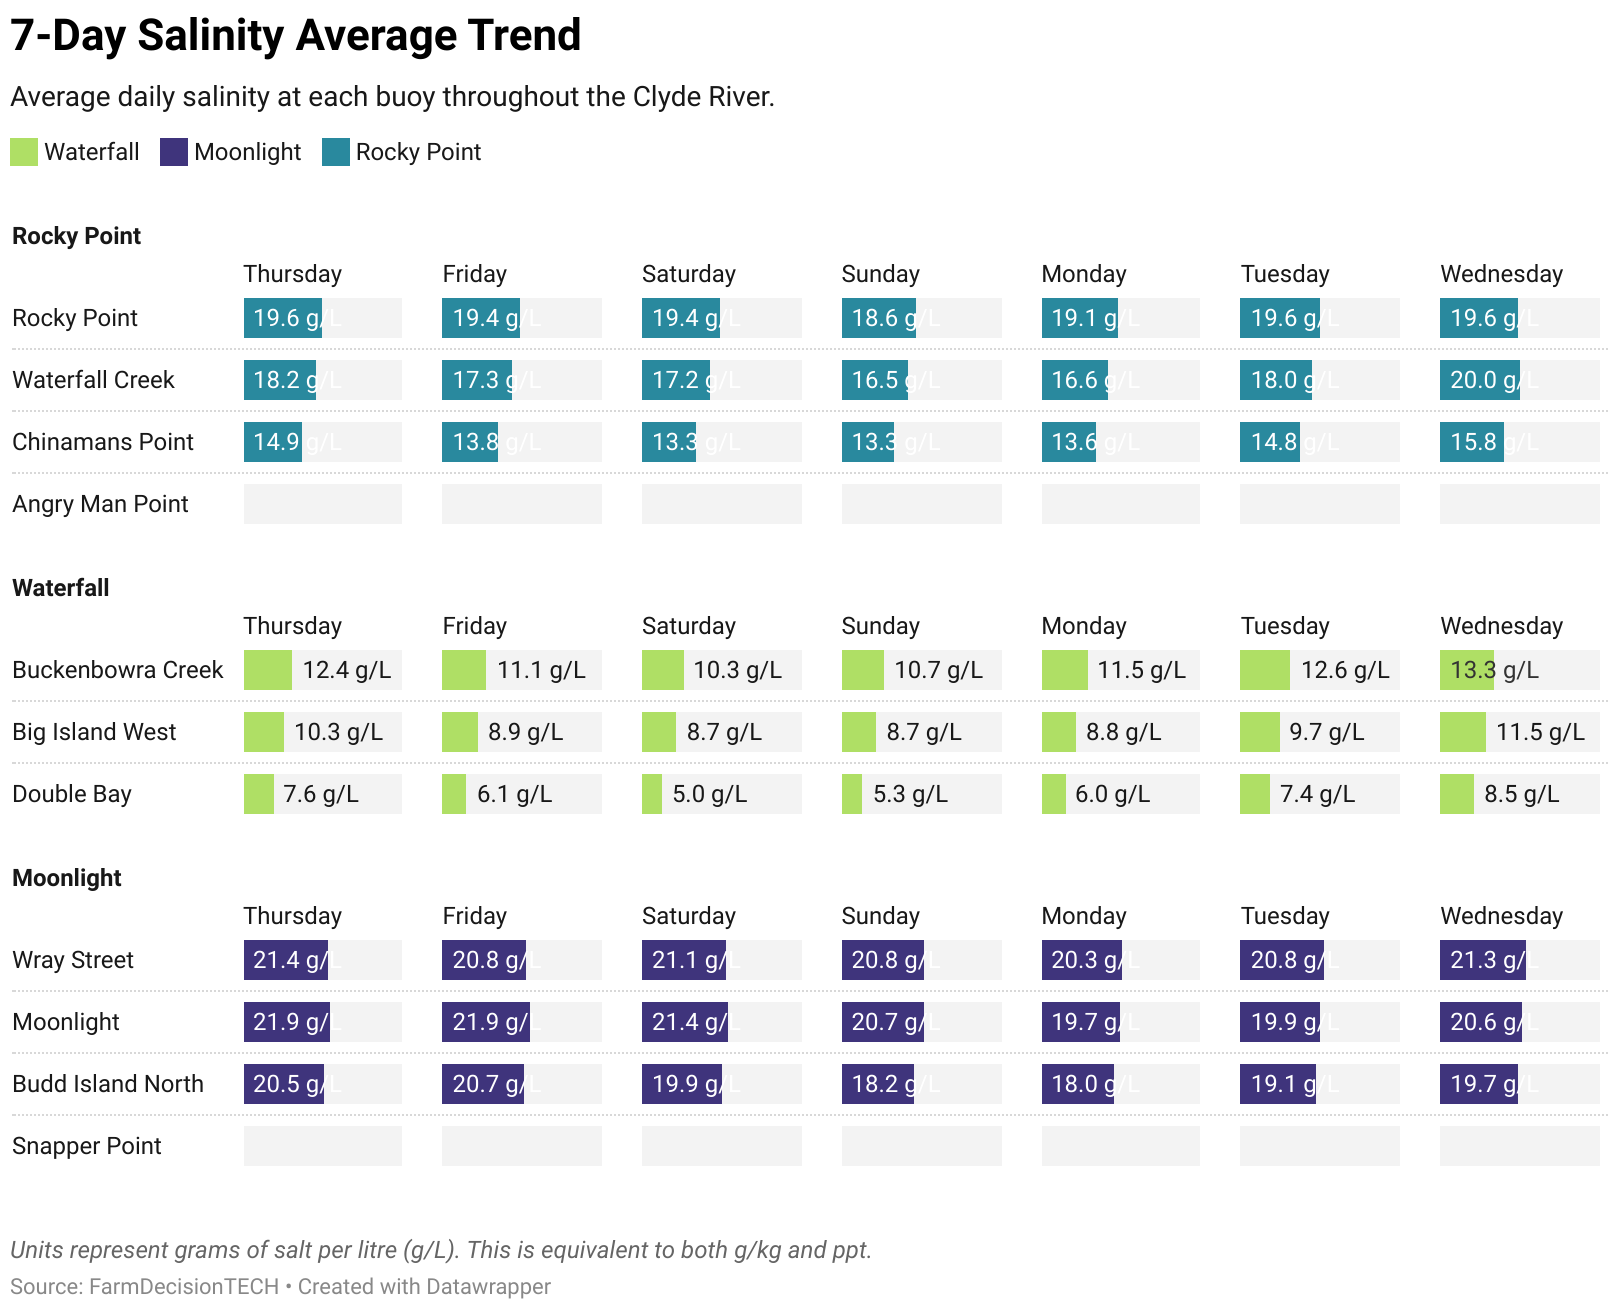 7-Day Salinity Average Trend
Average daily salinity at each buoy throughout the Clyde River.
Waterfall Moonlight Rocky Point
Rocky Point
Thursday Friday Saturday Sunday Monday Tuesday Wednesday
Rocky Point 19.6 g/L 19.4 g/L 19.4 g/L 18.6 g/L 19.1 g/L 19.6 g/L 19.6 g/L
Waterfall Creek 18.2 g/L 17.3 g/L 17.2 g/L 16.5 g/L 16.6 g/L 18.0 g/L 20.0 g/L
Chinamans Point 14.9 g/L 13.8 g/L 13.3 g/L 13.3 g/L 13.6 g/L 14.8 g/L 15.8 g/L
Angry Man Point
Waterfall
Thursday Friday Saturday Sunday Monday Tuesday Wednesday
Buckenbowra Creek 12.4 g/L 11.1 g/L 10.3 g/L 10.7 g/L 11.5 g/L 12.6 g/L 13.3 g/L
Big Island West 10.3 g/L 8.9 g/L 8.7 g/L 8.7 g/L 8.8 g/L 9.7 g/L 11.5 g/L
Double Bay 7.6 g/L 6.1 g/L 5.0 g/L 5.3 g/L 6.0 g/L 7.4 g/L 8.5 g/L
Moonlight
Thursday Friday Saturday Sunday Monday Tuesday Wednesday
Wray Street 21.4 g/L 20.8 g/L 21.1 g/L 20.8 g/L 20.3 g/L 20.8 g/L 21.3 g/L
Moonlight 21.9 g/L 21.9 g/L 21.4 g/L 20.7 g/L 19.7 g/L 19.9 g/L 20.6 g/L
Budd Island North 20.5 g/L 20.7 g/L 19.9 g/L 18.2 g/L 18.0 g/L 19.1 g/L 19.7 g/L
Snapper Point
Units represent grams of salt per litre (g/L). This is equivalent to both g/kg and ppt.
Source: FarmDecisionTECH • Created with Datawrapper